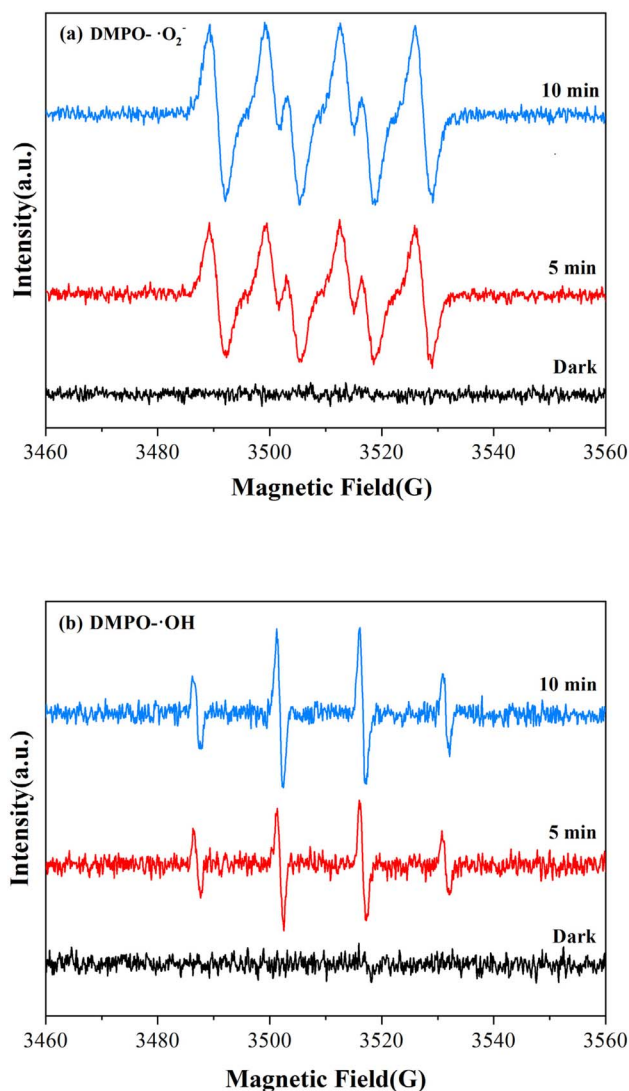 (a) DMPO- ·O₂⁻
10 min
5 min
Dark
Intensity(a.u.)
3460 3480 3500 3520 3540 3560
Magnetic Field(G)
(b) DMPO-·OH
10 min
5 min
Dark
Intensity(a.u.)
3460 3480 3500 3520 3540 3560
Magnetic Field(G)